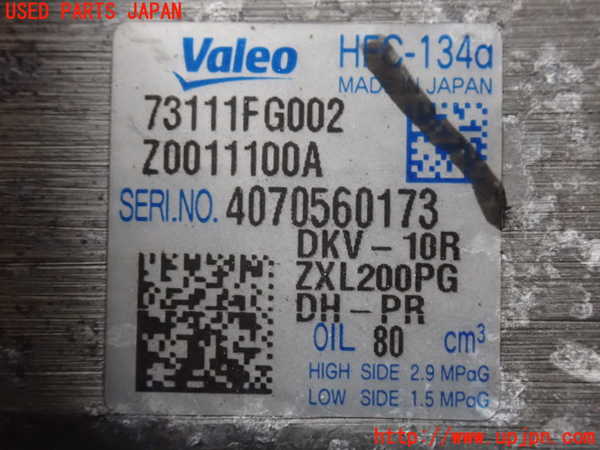 USED PARTS JAPAN
Valeo HFC-134a
MADE IN JAPAN
73111FG002
Z0011100A
SERI.NO. 4070560173
DKV-10R
ZXL200PG
DH-PR
OIL 80 cm³
HIGH SIDE 2.9 MPaG
LOW SIDE 1.5 MPaG
http://www.upjpn.com